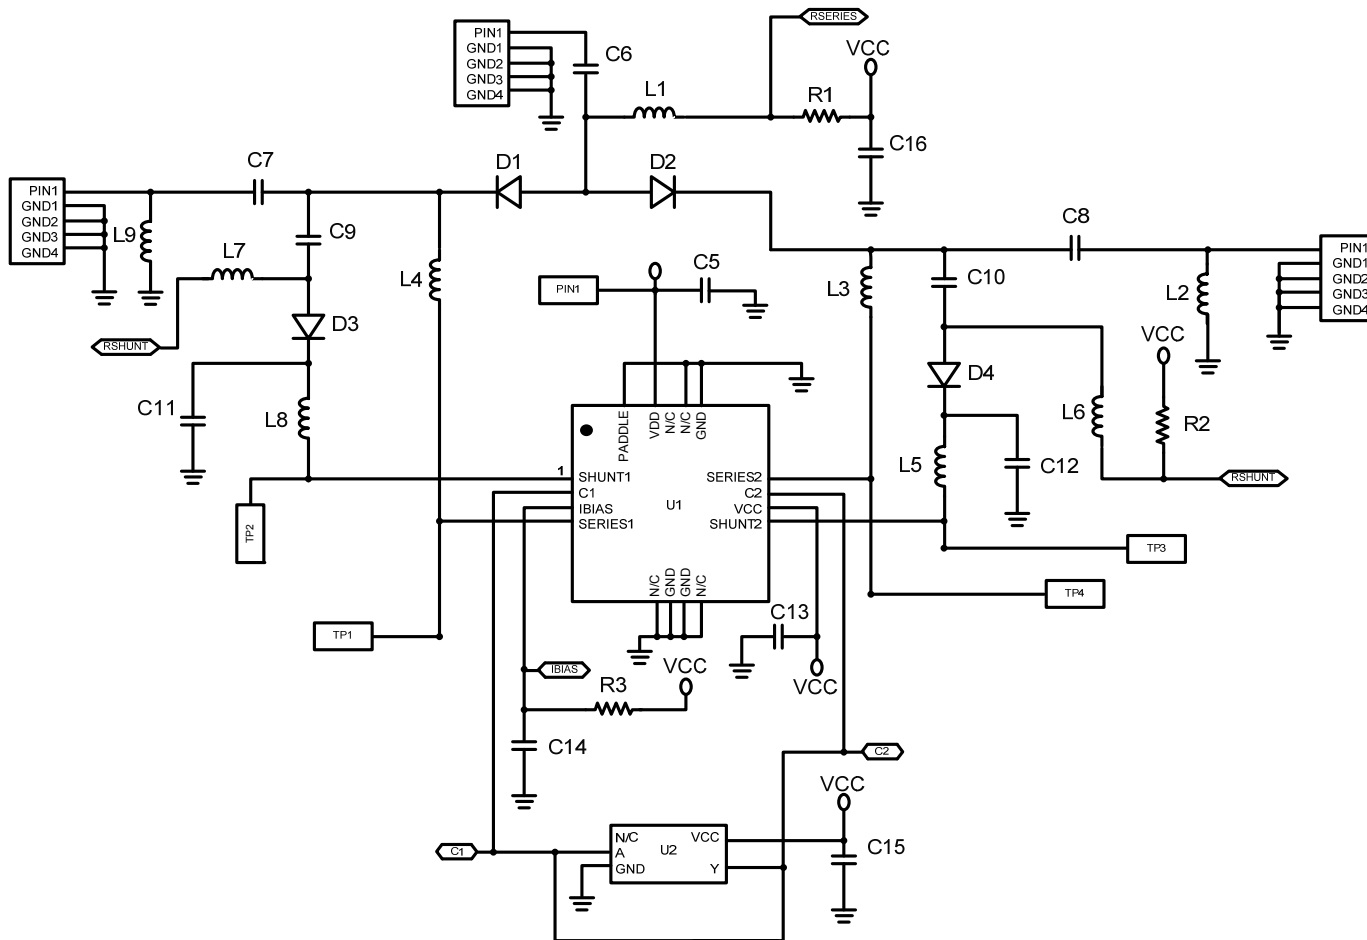 RSERIES
PIN1
GND1
GND2
GND3
GND4
C6
VCC
L1
R1
C16
C7
D1
D2
PIN1
GND1
GND2
GND3
GND4
L9
C9
L7
L4
C8
PIN1
GND1
GND2
GND3
GND4
C5
PIN1
L3
C10
L2
RSHUNT
D3
VCC
D4
C11
L8
L6
R2
PADDLE
VDD
N/C
N/C
GND
L5
C12
1
SHUNT1
C1
IBIAS
SERIES1
U1
SERIES2
C2
VCC
SHUNT2
RSHUNT
TP2
TP3
N/C
GND
GND
N/C
TP4
C13
TP1
IBIAS
VCC
VCC
R3
C14
C2
VCC
N/C
A
GND
U2
VCC
Y
C1
C15